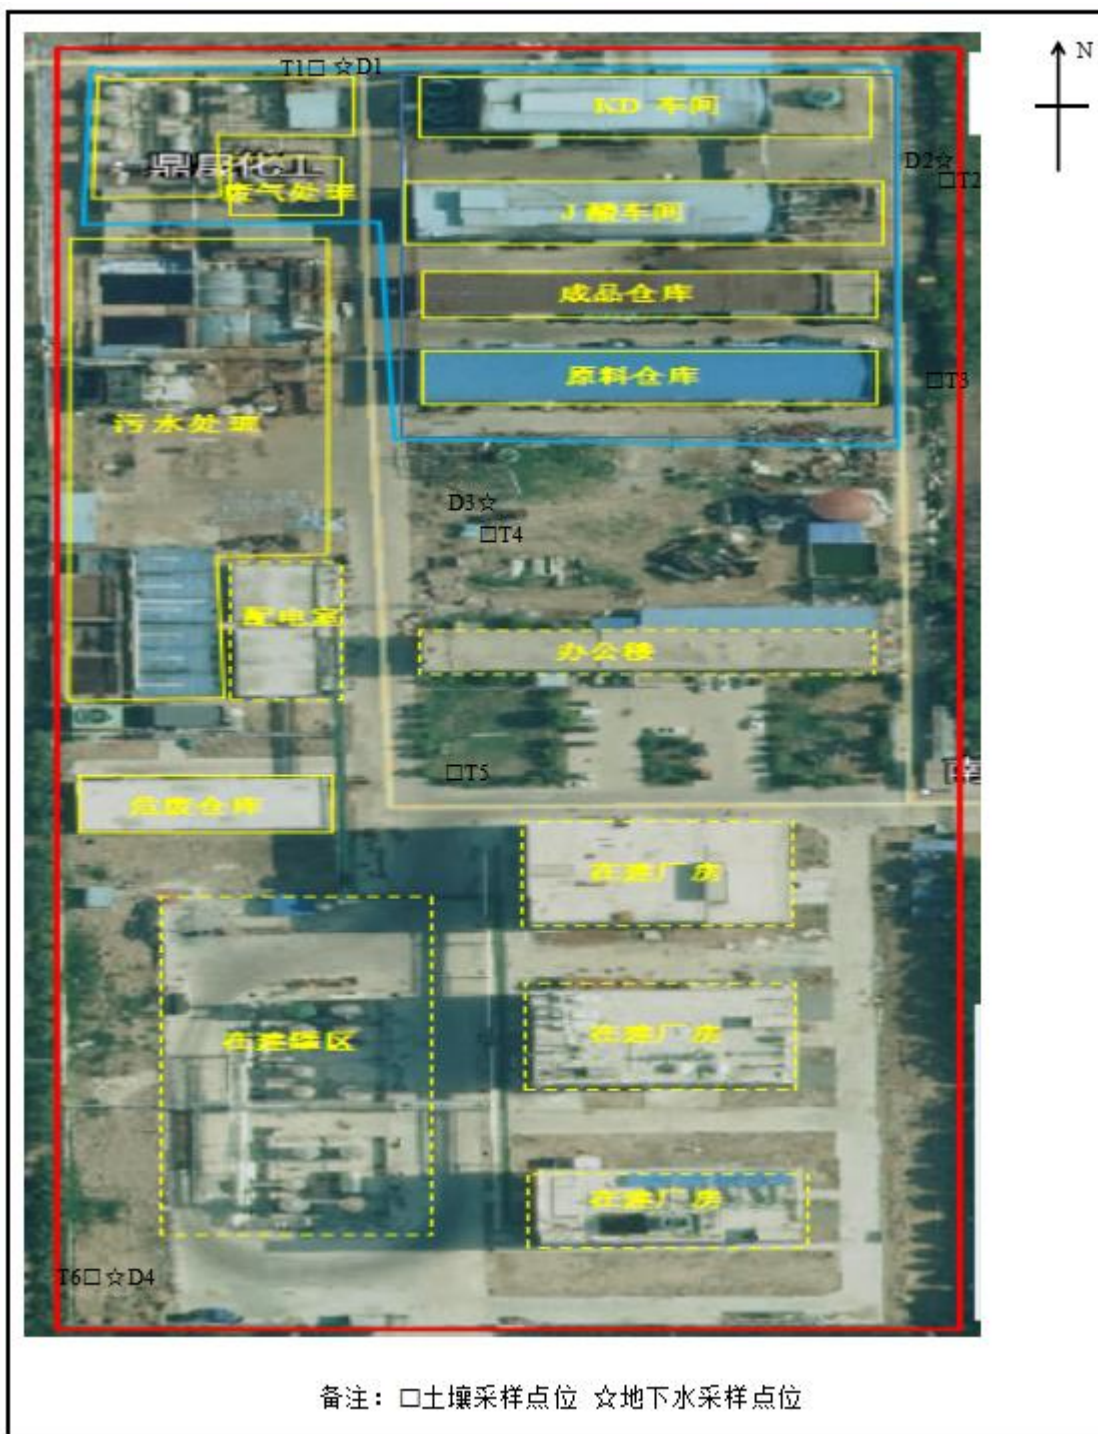 N
T1□ ☆D1
KD 车间
D2☆
□T2
鼎晟化工
废气处理
J 酸车间
成品仓库
原料仓库
□T3
污水处理
D3☆
□T4
配电室
办公楼
□T5
危废仓库
在建厂房
在建罐区
在建厂房
在建厂房
T6□ ☆D4
备注：□土壤采样点位 ☆地下水采样点位